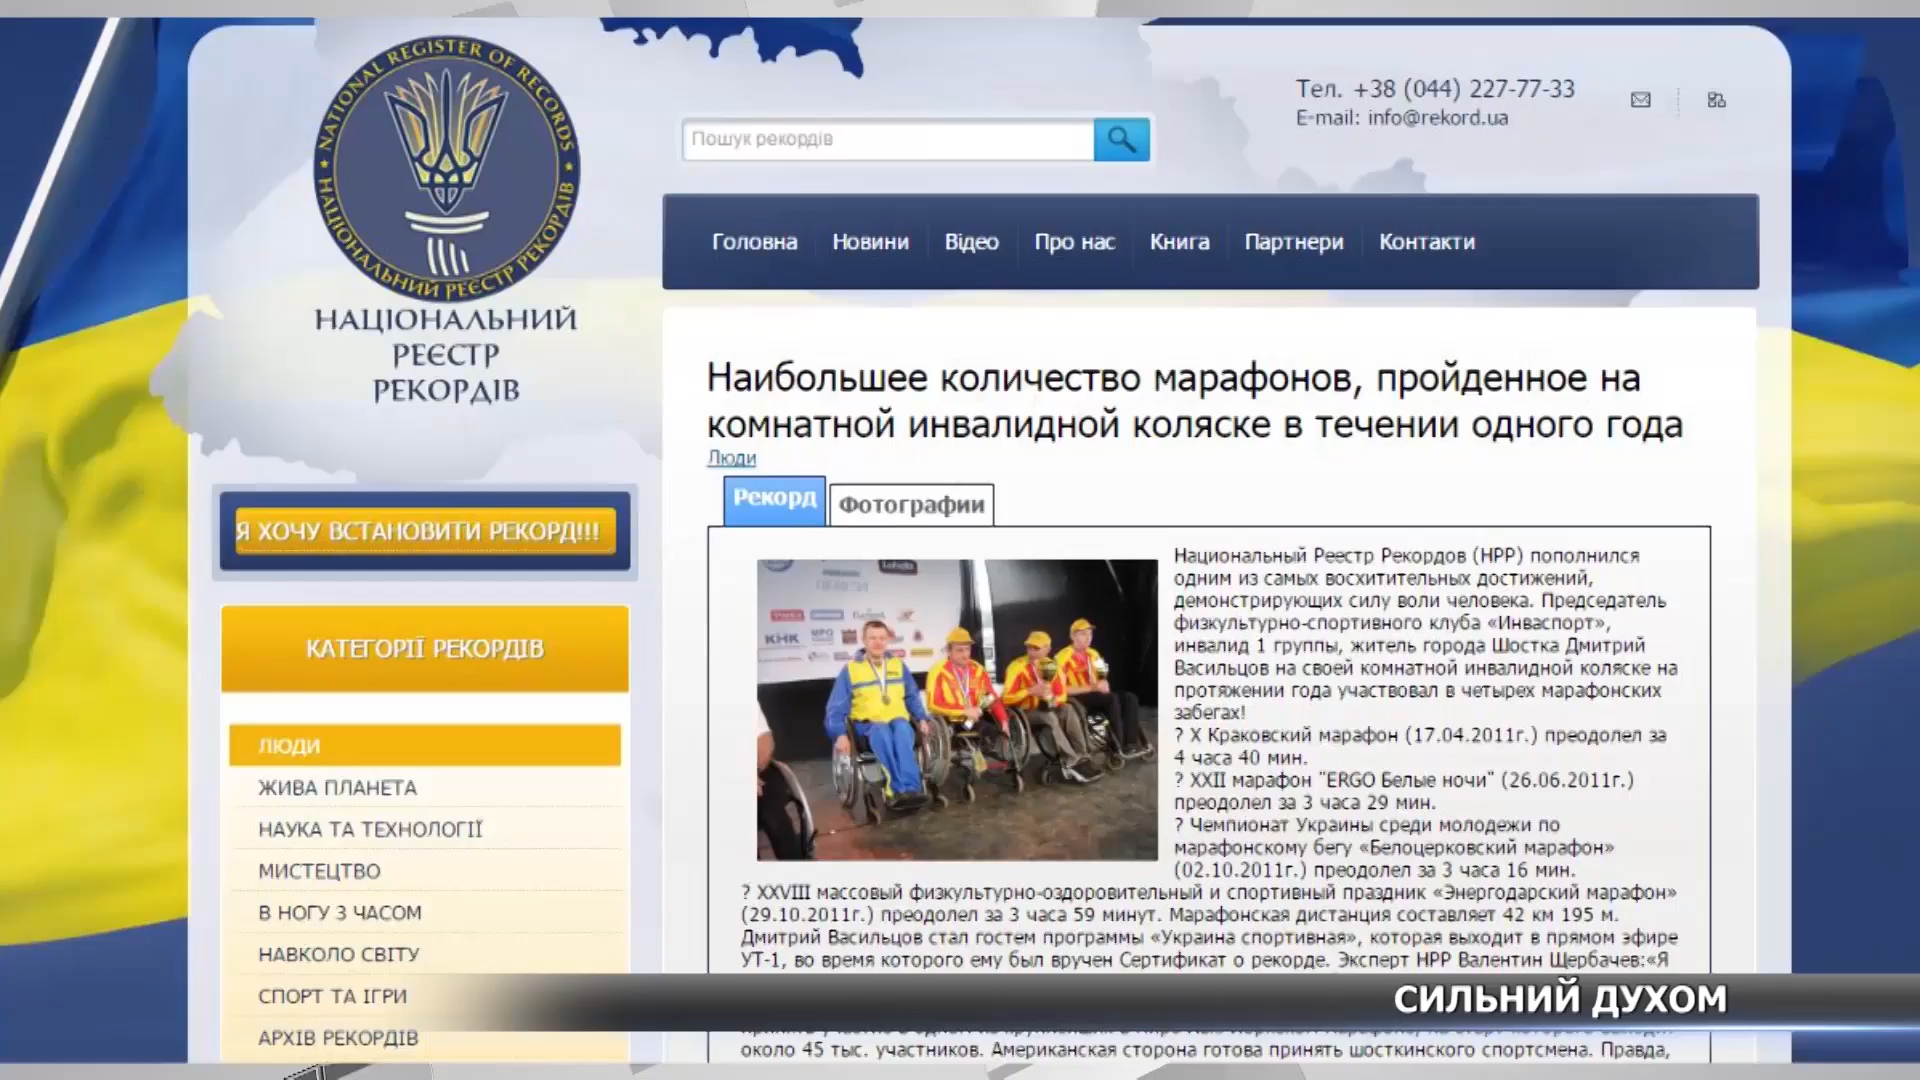 NATIONAL REGISTER OF RECORDS
НАЦІОНАЛЬНИЙ РЕЄСТР РЕКОРДІВ
НАЦІОНАЛЬНИЙ
РЕЄСТР
РЕКОРДІВ
Тел. +38 (044) 227-77-33
E-mail: info@rekord.ua
Пошук рекордів
Головна Новини Відео Про нас Книга Партнери Контакти
Я ХОЧУ ВСТАНОВИТИ РЕКОРД!!!
КАТЕГОРІЇ РЕКОРДІВ
ЛЮДИ
ЖИВА ПЛАНЕТА
НАУКА ТА ТЕХНОЛОГІЇ
МИСТЕЦТВО
В НОГУ З ЧАСОМ
НАВКОЛО СВІТУ
СПОРТ ТА ІГРИ
АРХІВ РЕКОРДІВ
Наибольшее количество марафонов, пройденное на
комнатной инвалидной коляске в течении одного года
Люди
Рекорд Фотографии
КНК
Национальный Реестр Рекордов (НРР) пополнился
одним из самых восхитительных достижений,
демонстрирующих силу воли человека. Председатель
физкультурно-спортивного клуба «Инваспорт»,
инвалид 1 группы, житель города Шостка Дмитрий
Васильцов на своей комнатной инвалидной коляске на
протяжении года участвовал в четырех марафонских
забегах!
? X Краковский марафон (17.04.2011г.) преодолел за
4 часа 40 мин.
? XXII марафон "ERGO Белые ночи" (26.06.2011г.)
преодолел за 3 часа 29 мин.
? Чемпионат Украины среди молодежи по
марафонскому бегу «Белоцерковский марафон»
(02.10.2011г.) преодолел за 3 часа 16 мин.
? XXVIII массовый физкультурно-оздоровительный и спортивный праздник «Энергодарский марафон»
(29.10.2011г.) преодолел за 3 часа 59 минут. Марафонская дистанция составляет 42 км 195 м.
Дмитрий Васильцов стал гостем программы «Украина спортивная», которая выходит в прямом эфире
УТ-1, во время которого ему был вручен Сертификат о рекорде. Эксперт НРР Валентин Щербачев:«Я
около 45 тыс. участников. Американская сторона готова принять шосткинского спортсмена. Правда,
СИЛЬНИЙ ДУХОМ